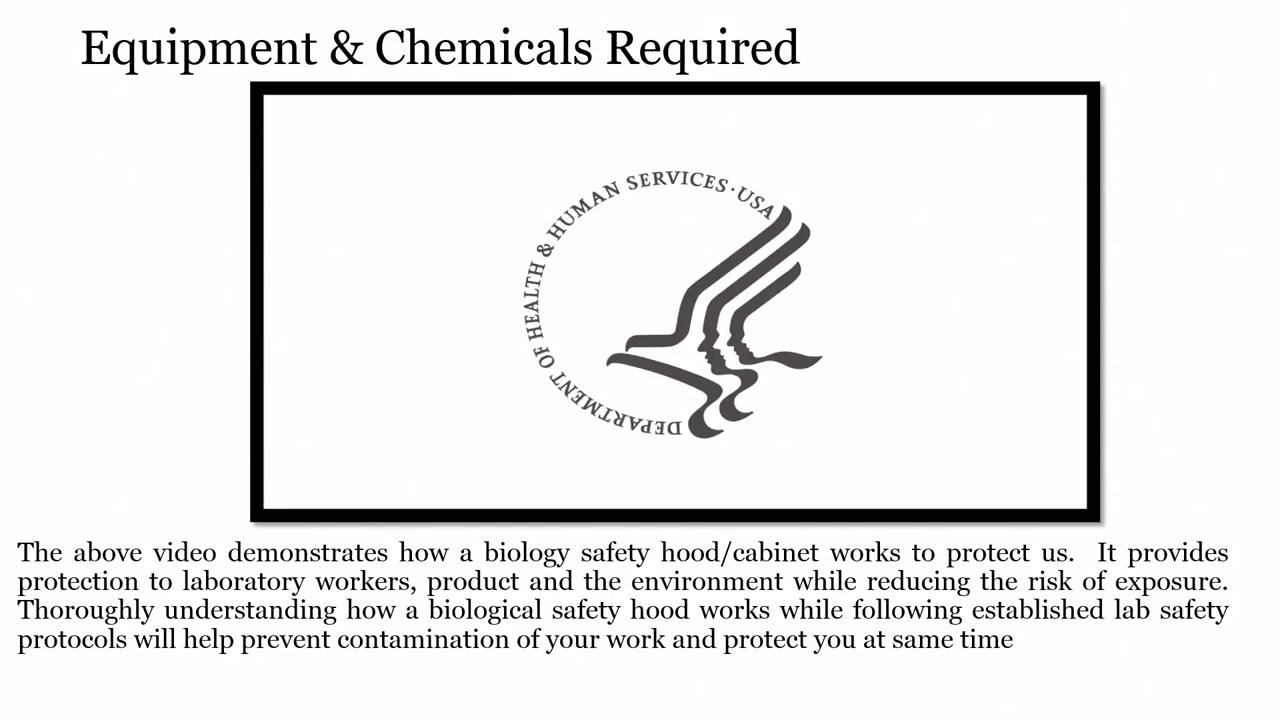 Equipment & Chemicals Required
DEPARTMENT OF HEALTH & HUMAN SERVICES · USA
The above video demonstrates how a biology safety hood/cabinet works to protect us. It provides
protection to laboratory workers, product and the environment while reducing the risk of exposure.
Thoroughly understanding how a biological safety hood works while following established lab safety
protocols will help prevent contamination of your work and protect you at same time